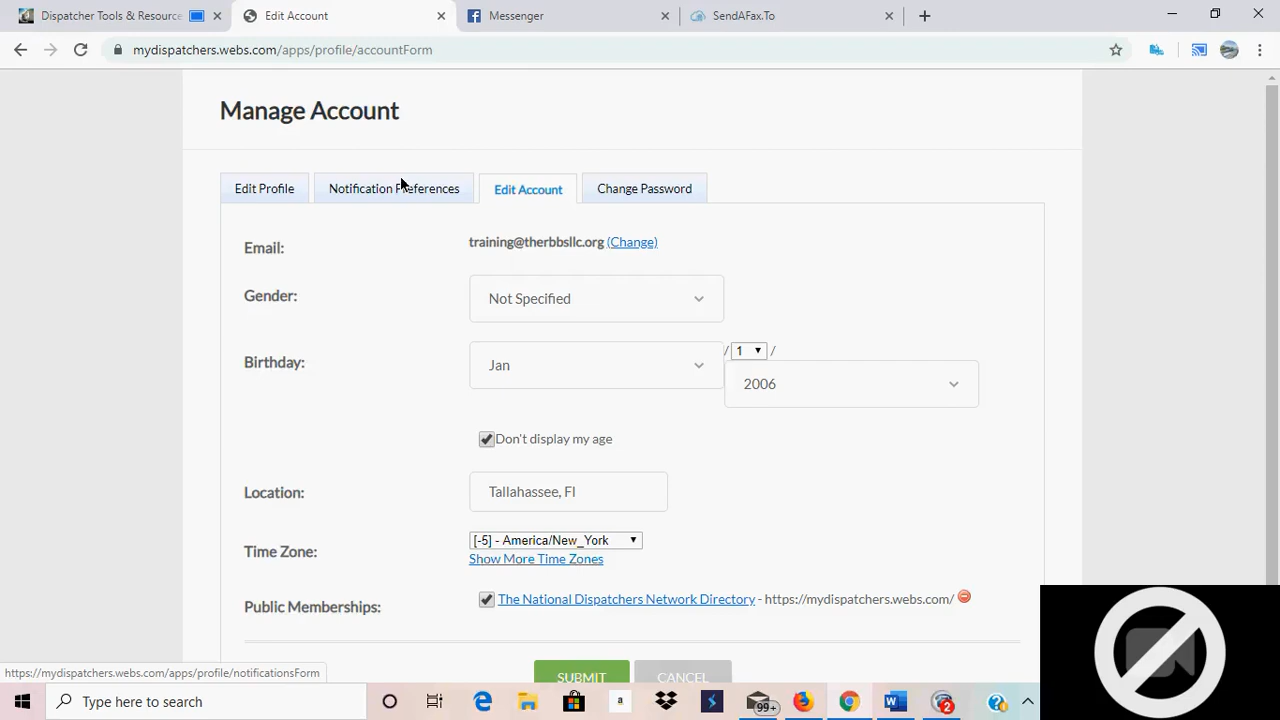 Dispatcher Tools & Resource
Edit Account
Messenger
SendAFax.To
mydispatchers.webs.com/apps/profile/accountForm
Manage Account
Edit Profile
Notification Preferences
Edit Account
Change Password
Email:
training@therbbsllc.org (Change)
Gender:
Not Specified
Birthday:
Jan / 1 /
2006
Don't display my age
Location:
Tallahassee, Fl
Time Zone:
[-5] - America/New_York
Show More Time Zones
Public Memberships:
The National Dispatchers Network Directory - https://mydispatchers.webs.com/
SUBMIT
CANCEL
https://mydispatchers.webs.com/apps/profile/notificationsForm
Type here to search
a
99+
2